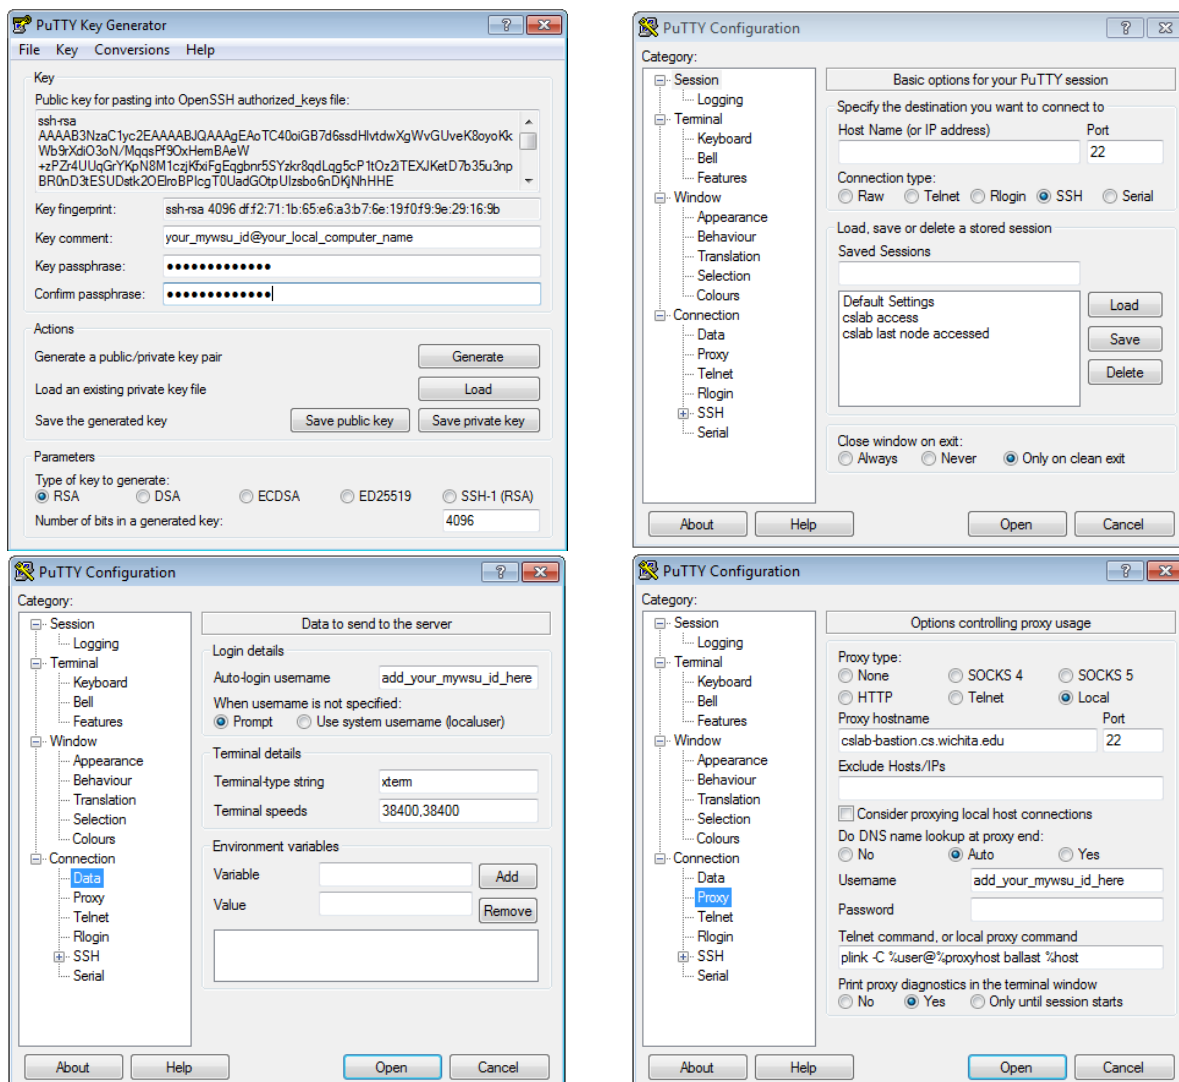 PuTTY Key Generator
File Key Conversions Help
Key
Public key for pasting into OpenSSH authorized_keys file:
ssh-rsa
AAAAB3NzaC1yc2EAAAABJQAAAgEAoTC40oiGB7d6ssdHlvtdwXgWvGUveK8oyoKk
Wb9rXdiO3oN/MqqsPf9OxHemBAeW
+zPZr4UUqGrYKpN8M1czjKfxiFgEqgbnr5SYzkr8qdLqg5cP1tOz2iTEXJKetD7b35u3np
BR0nD3tESUDstk2OElroBPIcgT0UadGOtpUlzsbo6nDKjNhHHE
Key fingerprint: ssh-rsa 4096 df:f2:71:1b:65:e6:a3:b7:6e:19:f0:f9:9e:29:16:9b
Key comment: your_mywsu_id@your_local_computer_name
Key passphrase: ●●●●●●●●●●●●●
Confirm passphrase: ●●●●●●●●●●●●●
Actions
Generate a public/private key pair Generate
Load an existing private key file Load
Save the generated key Save public key Save private key
Parameters
Type of key to generate:
RSA DSA ECDSA ED25519 SSH-1 (RSA)
Number of bits in a generated key: 4096
PuTTY Configuration
Category:
Session
Logging
Terminal
Keyboard
Bell
Features
Window
Appearance
Behaviour
Translation
Selection
Colours
Connection
Data
Proxy
Telnet
Rlogin
SSH
Serial
Basic options for your PuTTY session
Specify the destination you want to connect to
Host Name (or IP address) Port
22
Connection type:
Raw Telnet Rlogin SSH Serial
Load, save or delete a stored session
Saved Sessions
Default Settings
cslab access
cslab last node accessed
Load
Save
Delete
Close window on exit:
Always Never Only on clean exit
About Help Open Cancel
PuTTY Configuration
Category:
Session
Logging
Terminal
Keyboard
Bell
Features
Window
Appearance
Behaviour
Translation
Selection
Colours
Connection
Data
Proxy
Telnet
Rlogin
SSH
Serial
Data to send to the server
Login details
Auto-login username add_your_mywsu_id_here
When username is not specified:
Prompt Use system username (localuser)
Terminal details
Terminal-type string xterm
Terminal speeds 38400,38400
Environment variables
Variable Add
Value Remove
About Help Open Cancel
PuTTY Configuration
Category:
Session
Logging
Terminal
Keyboard
Bell
Features
Window
Appearance
Behaviour
Translation
Selection
Colours
Connection
Data
Proxy
Telnet
Rlogin
SSH
Serial
Options controlling proxy usage
Proxy type:
None SOCKS 4 SOCKS 5
HTTP Telnet Local
Proxy hostname Port
cslab-bastion.cs.wichita.edu 22
Exclude Hosts/IPs
Consider proxying local host connections
Do DNS name lookup at proxy end:
No Auto Yes
Username add_your_mywsu_id_here
Password
Telnet command, or local proxy command
plink -C %user@%proxyhost ballast %host
Print proxy diagnostics in the terminal window
No Yes Only until session starts
About Help Open Cancel